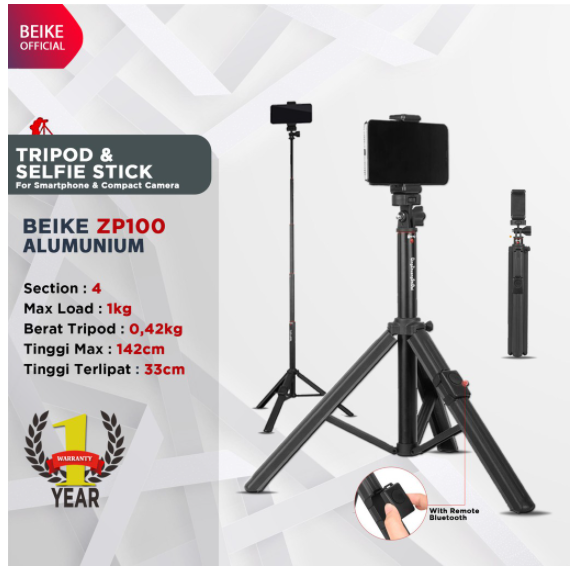 BEIKE
OFFICIAL
TRIPOD &
SELFIE STICK
For Smartphone & Compact Camera
BEIKE ZP100
ALUMUNIUM
Section : 4
Max Load : 1kg
Berat Tripod : 0,42kg
Tinggi Max : 142cm
Tinggi Terlipat : 33cm
1
WARRANTY
YEAR
With Remote
Bluetooth